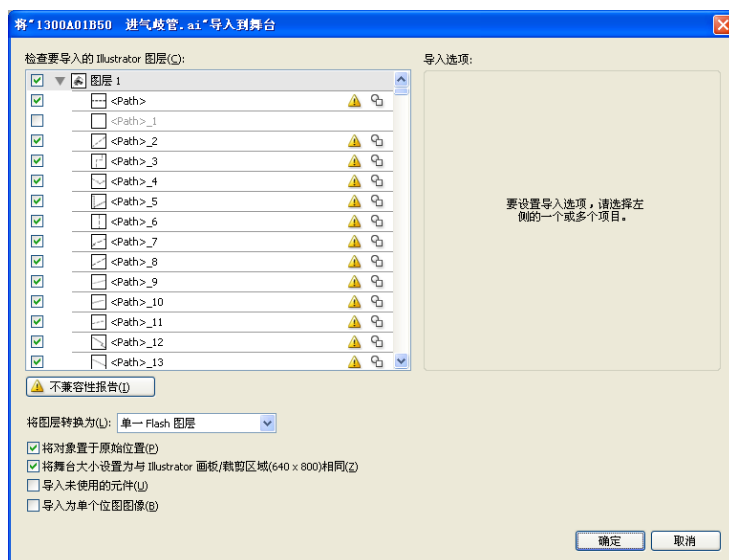 将"1300A01B50 进气歧管.ai"导入到舞台
检查要导入的 Illustrator 图层(C):
导入选项:
图层 1
<Path>
<Path>_1
<Path>_2
<Path>_3
<Path>_4
<Path>_5
<Path>_6
<Path>_7
<Path>_8
<Path>_9
<Path>_10
<Path>_11
<Path>_12
<Path>_13
要设置导入选项，请选择左
侧的一个或多个项目。
不兼容性报告(I)
将图层转换为(L): 单一 Flash 图层
将对象置于原始位置(P)
将舞台大小设置为与 Illustrator 画板/裁剪区域(640 x 800)相同(Z)
导入未使用的元件(U)
导入为单个位图图像(B)
确定 取消